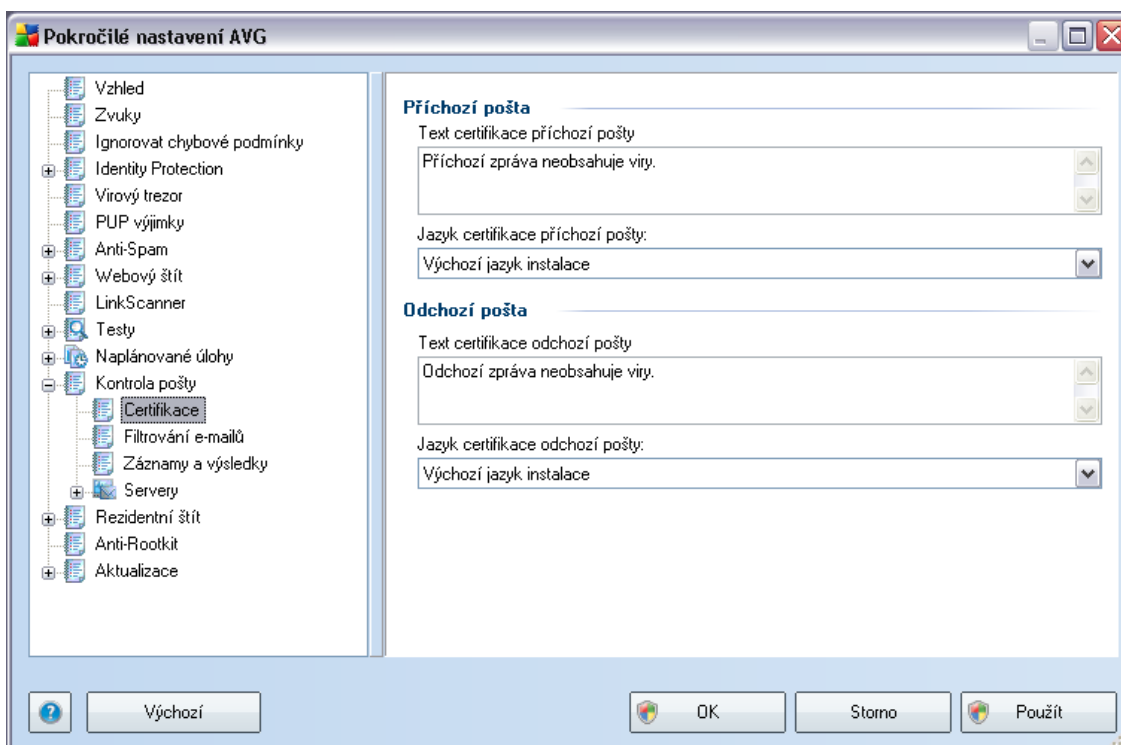 Pokročilé nastavení AVG
Vzhled
Zvuky
Ignorovat chybové podmínky
Identity Protection
Virový trezor
PUP výjimky
Anti-Spam
Webový štít
LinkScanner
Testy
Naplánované úlohy
Kontrola pošty
Certifikace
Filtrování e-mailů
Záznamy a výsledky
Servery
Rezidentní štít
Anti-Rootkit
Aktualizace
Příchozí pošta
Text certifikace příchozí pošty
Příchozí zpráva neobsahuje viry.
Jazyk certifikace příchozí pošty:
Výchozí jazyk instalace
Odchozí pošta
Text certifikace odchozí pošty
Odchozí zpráva neobsahuje viry.
Jazyk certifikace odchozí pošty:
Výchozí jazyk instalace
?
Výchozí
OK
Storno
Použít